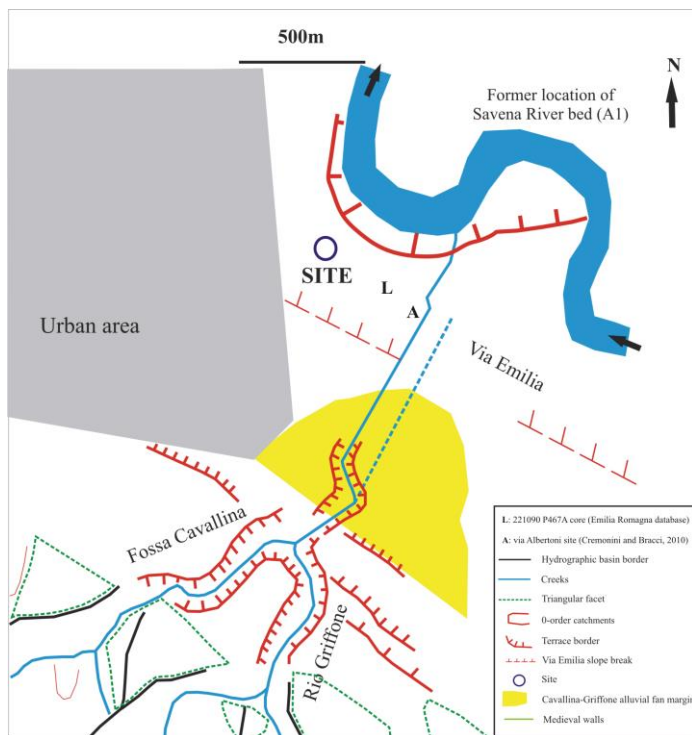 500m
N
Former location of
Savena River bed (A1)
SITE
L
A
Urban area
Via Emilia
Fossa Cavallina
Rio Griffone
L: 221090 P467A core (Emilia Romagna database)
A: via Albertoni site (Cremonini and Bracci, 2010)
Hydrographic basin border
Creeks
Triangular facet
0-order catchments
Terrace border
Via Emilia slope break
Site
Cavallina-Griffone alluvial fan margin
Medieval walls